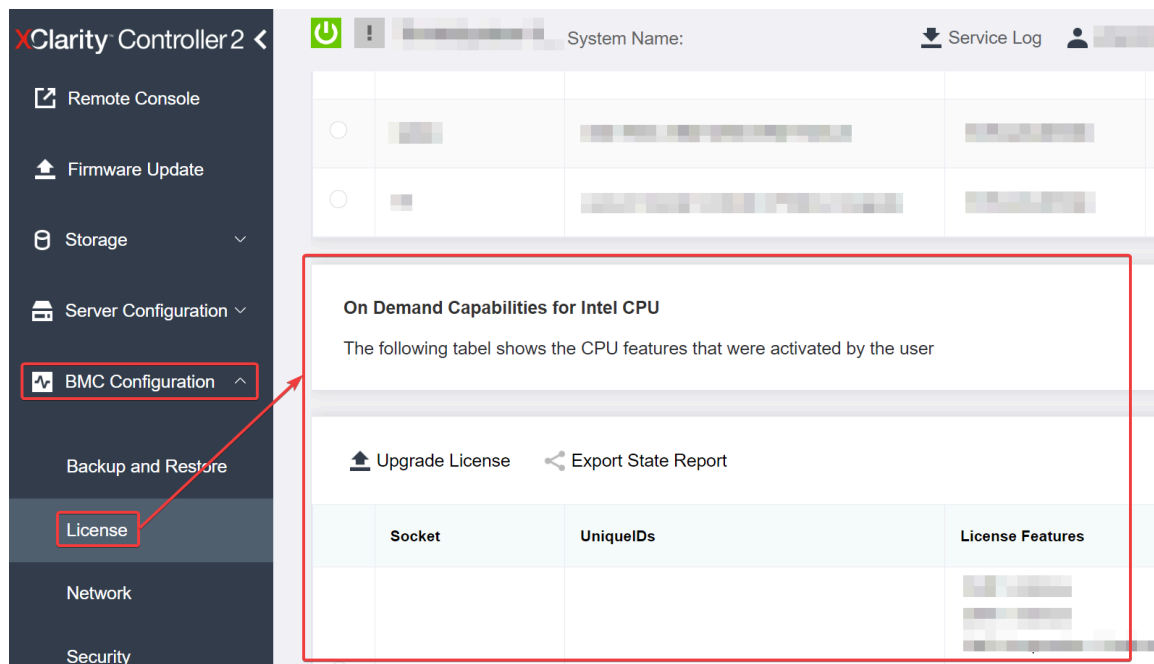 XClarity Controller 2
System Name:
Service Log
Remote Console
Firmware Update
Storage
Server Configuration
BMC Configuration
Backup and Restore
License
Network
Security
On Demand Capabilities for Intel CPU
The following tabel shows the CPU features that were activated by the user
Upgrade License
Export State Report
Socket
UniqueIDs
License Features